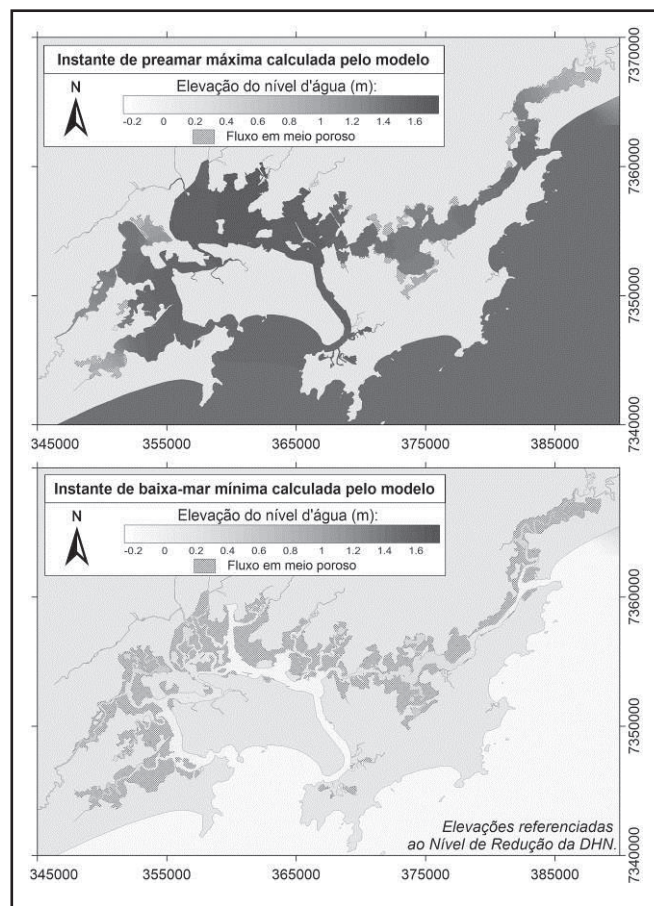 Instante de preamar máxima calculada pelo modelo
N
Elevação do nível d'água (m):
-0.2 0 0.2 0.4 0.6 0.8 1 1.2 1.4 1.6
Fluxo em meio poroso
7370000
7360000
7350000
7340000
345000 355000 365000 375000 385000
Instante de baixa-mar mínima calculada pelo modelo
N
Elevação do nível d'água (m):
-0.2 0 0.2 0.4 0.6 0.8 1 1.2 1.4 1.6
Fluxo em meio poroso
7360000
7350000
7340000
Elevações referenciadas
ao Nível de Redução da DHN.
345000 355000 365000 375000 385000